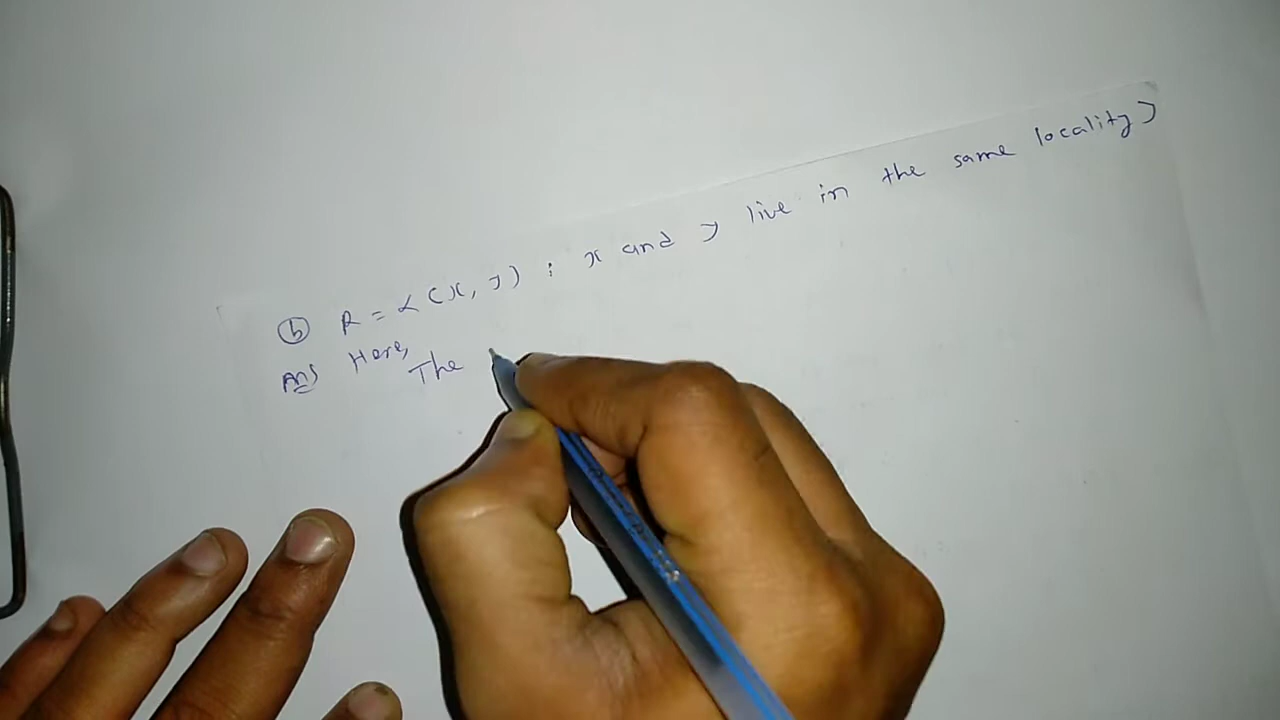 (b) R = {(x, y) : x and y live in the same locality}
Ans Here,
The